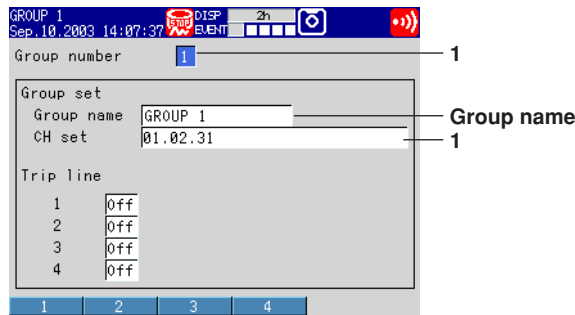 GROUP 1
Sep.10.2003 14:07:37 STOP DISP 2h
EVENT
Group number 1 1
Group set
Group name GROUP 1 Group name
CH set 01.02.31 1
Trip line
1 Off
2 Off
3 Off
4 Off
1 2 3 4